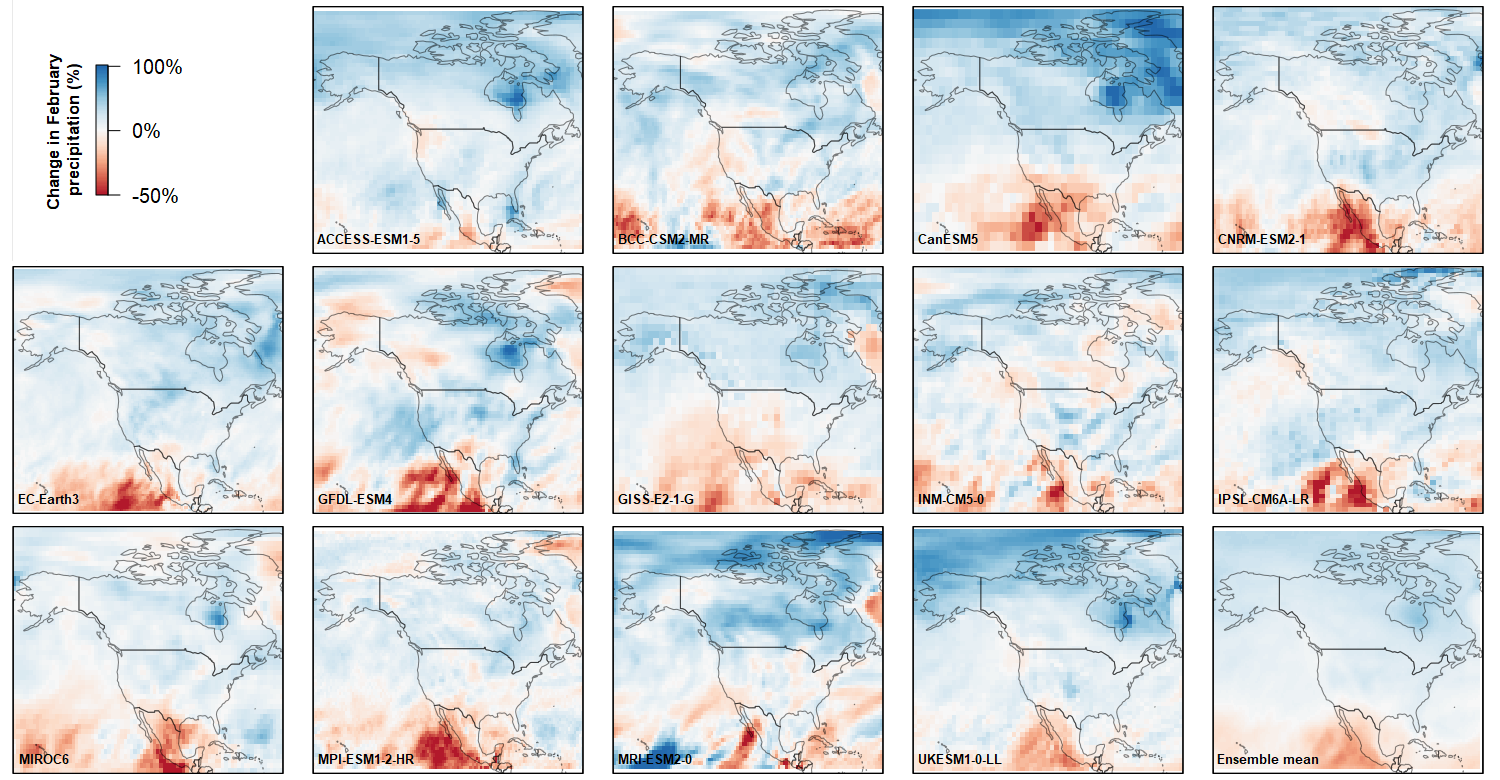 Change in February
precipitation (%)
100%
0%
-50%
ACCESS-ESM1-5
BCC-CSM2-MR
CanESM5
CNRM-ESM2-1
EC-Earth3
GFDL-ESM4
GISS-E2-1-G
INM-CM5-0
IPSL-CM6A-LR
MIROC6
MPI-ESM1-2-HR
MRI-ESM2-0
UKESM1-0-LL
Ensemble mean